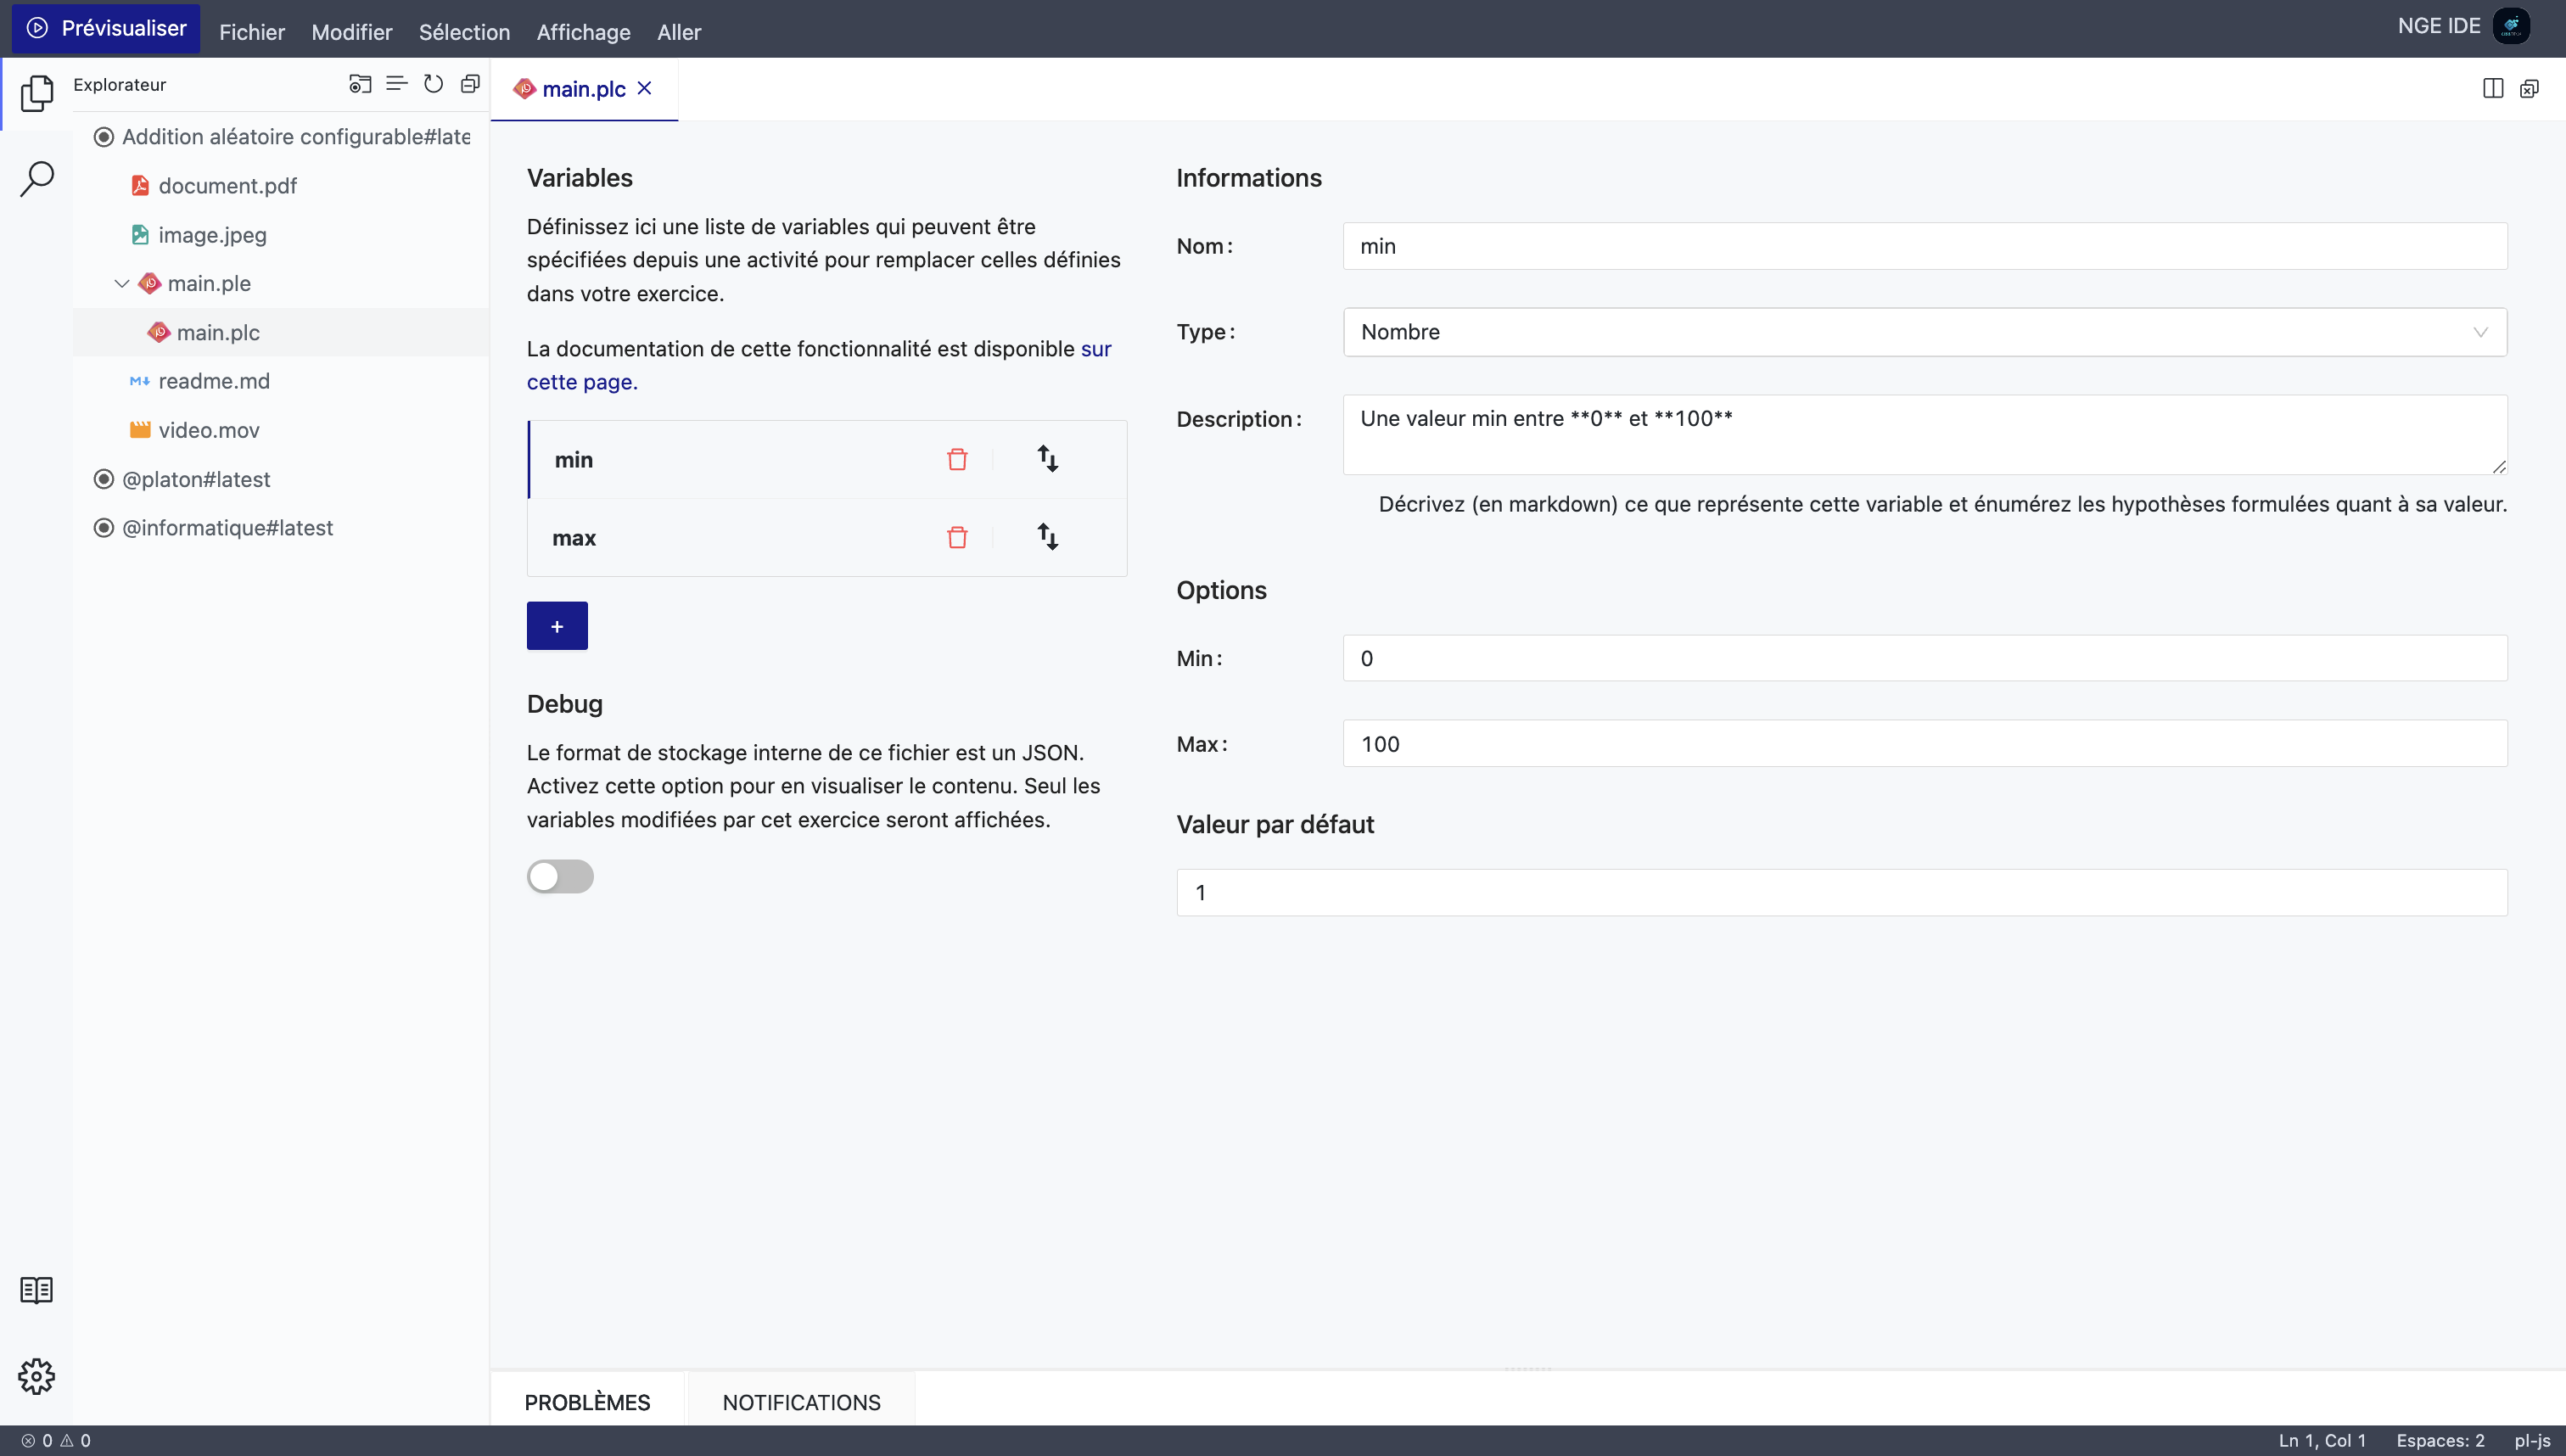 Prévisualiser Fichier Modifier Sélection Affichage Aller
NGE IDE
Explorateur
Addition aléatoire configurable#late
document.pdf
image.jpeg
main.ple
main.plc
readme.md
video.mov
@platon#latest
@informatique#latest
main.plc
Variables
Définissez ici une liste de variables qui peuvent être
spécifiées depuis une activité pour remplacer celles définies
dans votre exercice.
La documentation de cette fonctionnalité est disponible sur
cette page.
min
max
+
Debug
Le format de stockage interne de ce fichier est un JSON.
Activez cette option pour en visualiser le contenu. Seul les
variables modifiées par cet exercice seront affichées.
Informations
Nom : min
Type : Nombre
Description : Une valeur min entre **0** et **100**
Décrivez (en markdown) ce que représente cette variable et énumérez les hypothèses formulées quant à sa valeur.
Options
Min : 0
Max : 100
Valeur par défaut
1
PROBLÈMES NOTIFICATIONS
0 0
Ln 1, Col 1 Espaces: 2 pl-js